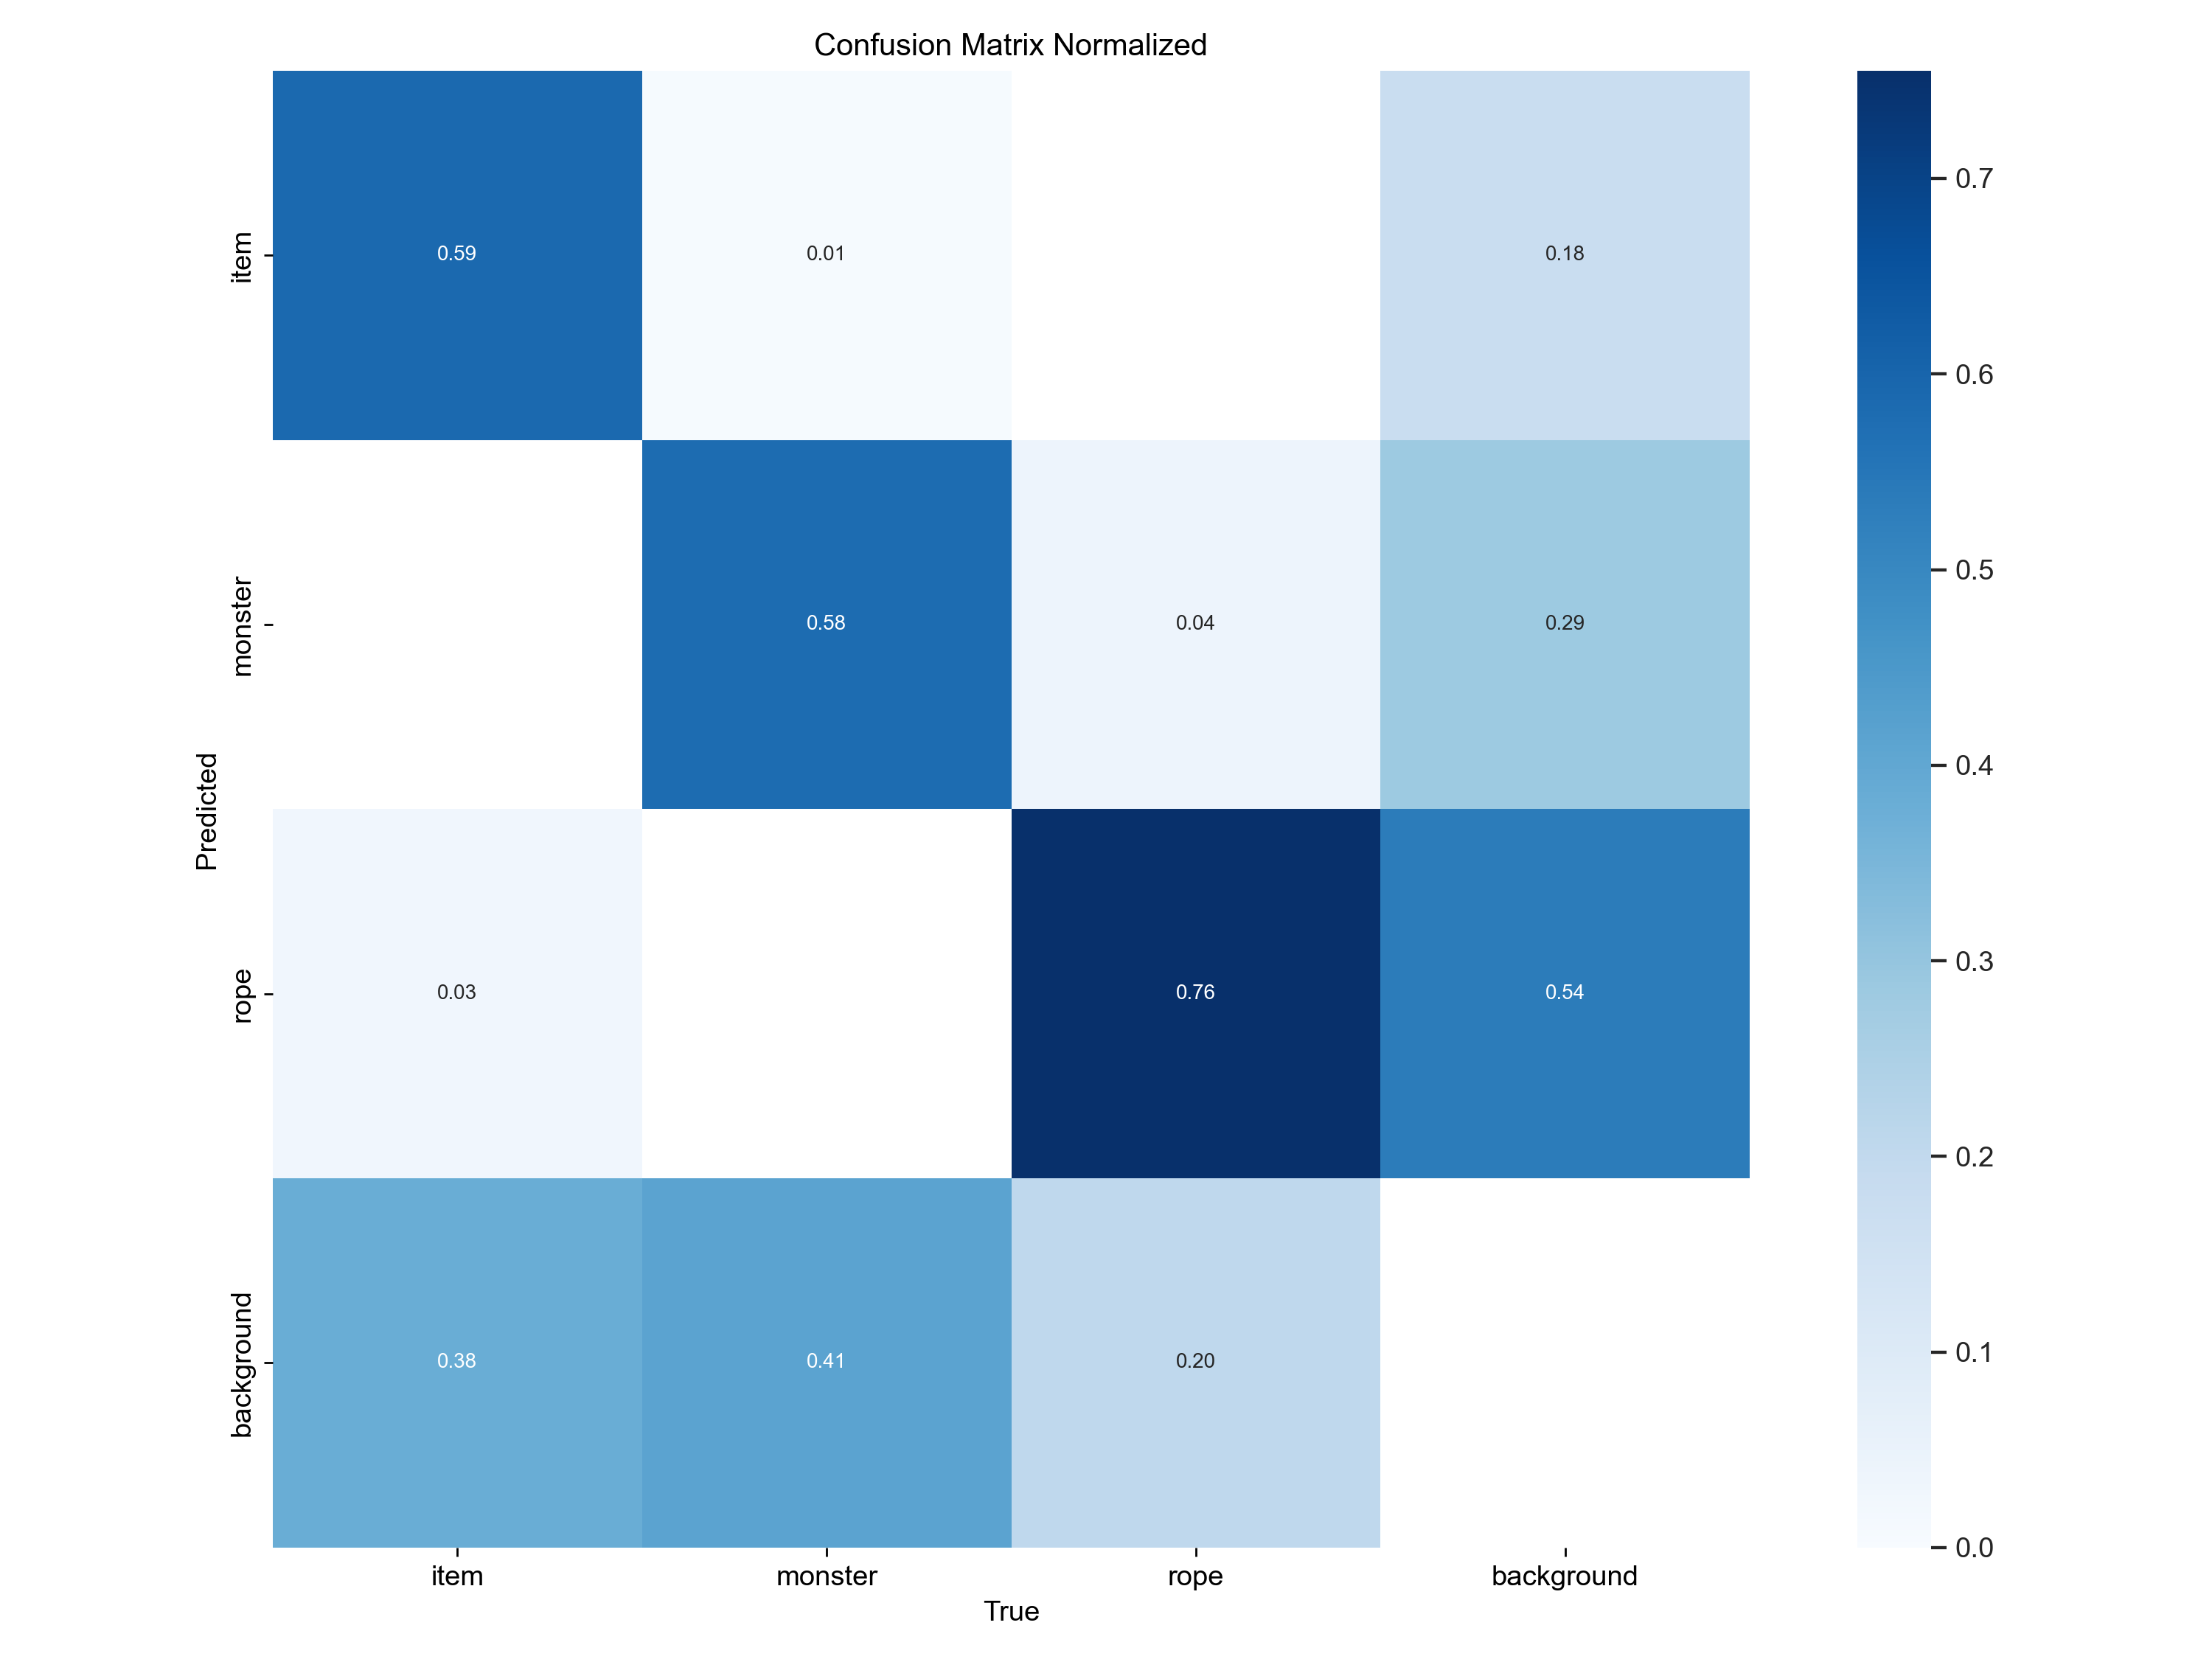 Confusion Matrix Normalized
item
0.59
0.01
0.18
monster
0.58
0.04
0.29
Predicted
rope
0.03
0.76
0.54
background
0.38
0.41
0.20
item
monster
rope
background
True
0.7
0.6
0.5
0.4
0.3
0.2
0.1
0.0